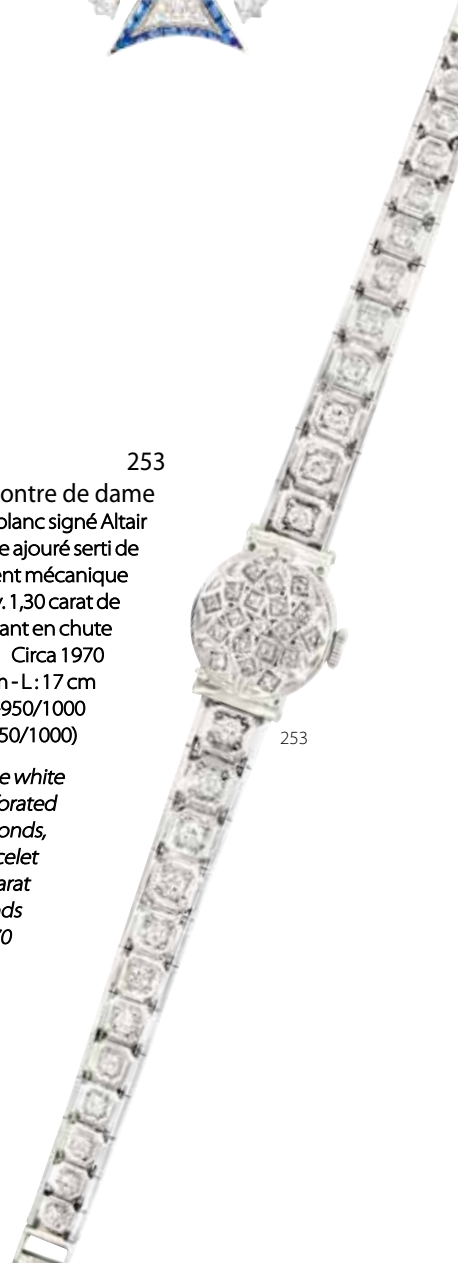 253
ontre de dame
blanc signé Altair
e ajouré serti de
ent mécanique
v. 1,30 carat de
ant en chute
Circa 1970
n - L : 17 cm
950/1000
50/1000)
253
e white
orated
onds,
celet
arat
ds
70